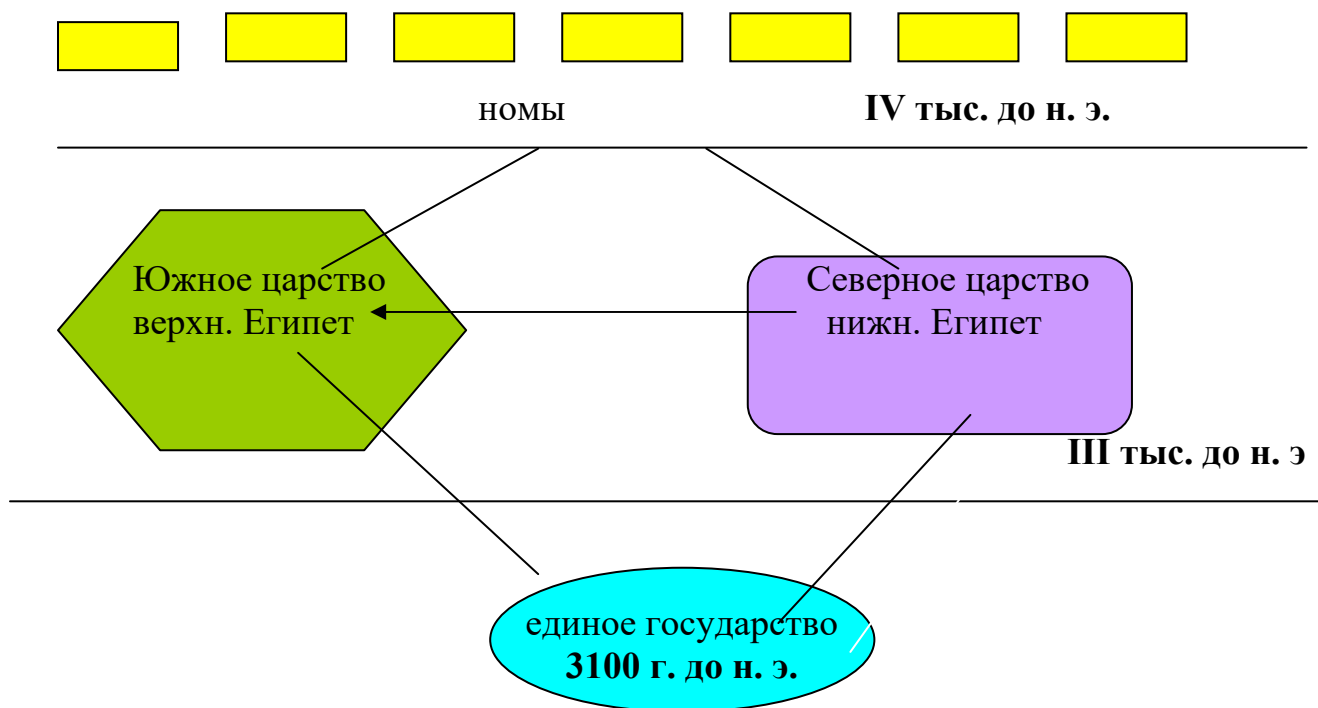 номы
IV тыс. до н. э.
Южное царство
верхн. Египет
Северное царство
нижн. Египет
III тыс. до н. э
единое государство
3100 г. до н. э.